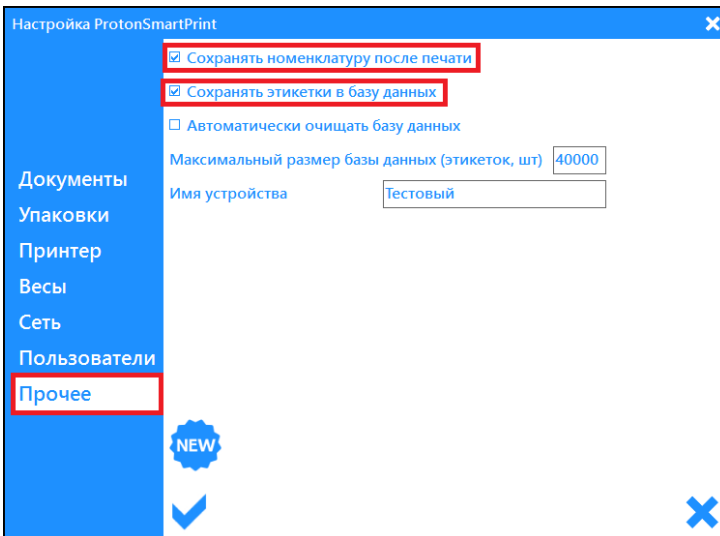 Настройка ProtonSmartPrint
Сохранять номенклатуру после печати
Сохранять этикетки в базу данных
Автоматически очищать базу данных
Максимальный размер базы данных (этикеток, шт) 40000
Имя устройства Тестовый
Документы
Упаковки
Принтер
Весы
Сеть
Пользователи
Прочее
NEW